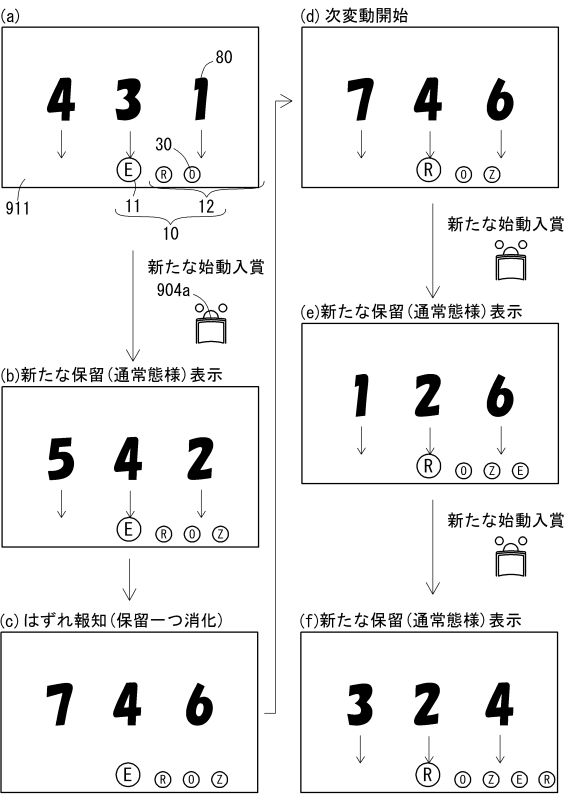 (a)
4 3 1
80
30
E R O
911
11
12
10
新たな始動入賞
904a
(b)新たな保留(通常態様)表示
5 4 2
E R O Z
(c) はずれ報知(保留一つ消化)
7 4 6
E R O Z
(d) 次変動開始
7 4 6
R O Z
新たな始動入賞
(e)新たな保留(通常態様)表示
1 2 6
R O Z E
新たな始動入賞
(f)新たな保留(通常態様)表示
3 2 4
R O Z E R